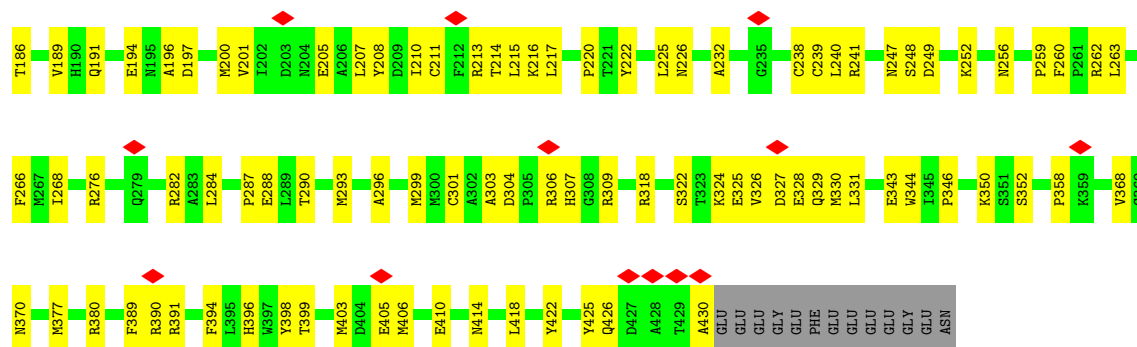 T186 V189 H190 Q191 E194 N195 A196 D197 M200 V201 I202 D203 N204 E205 A206 L207 Y208 D209 I210 C211 F212 R213 T214 L215 K216 L217 P220 T221 Y222 L225 N226 A232 G235 C238 C239 L240 R241 N247 S248 D249 K252 N256 P259 F260 P261 R262 L263
F266 M267 I268 R276 Q279 R282 A283 L284 P287 E288 L289 T290 M293 A296 M299 M300 C301 A302 A303 D304 P305 R306 H307 G308 R309 R318 S322 T323 K324 E325 V326 D327 E328 Q329 M330 L331 E343 W344 I345 P346 K350 S351 S352 P358 K359 V368
N370 M377 R380 F389 R390 R391 F394 L395 H396 W397 Y398 T399 M403 D404 E405 M406 E410 N414 L418 Y422 Y425 Q426 D427 A428 T429 A430 GLU GLU GLU GLY GLU PHE GLU GLU GLU GLU GLY GLU ASN